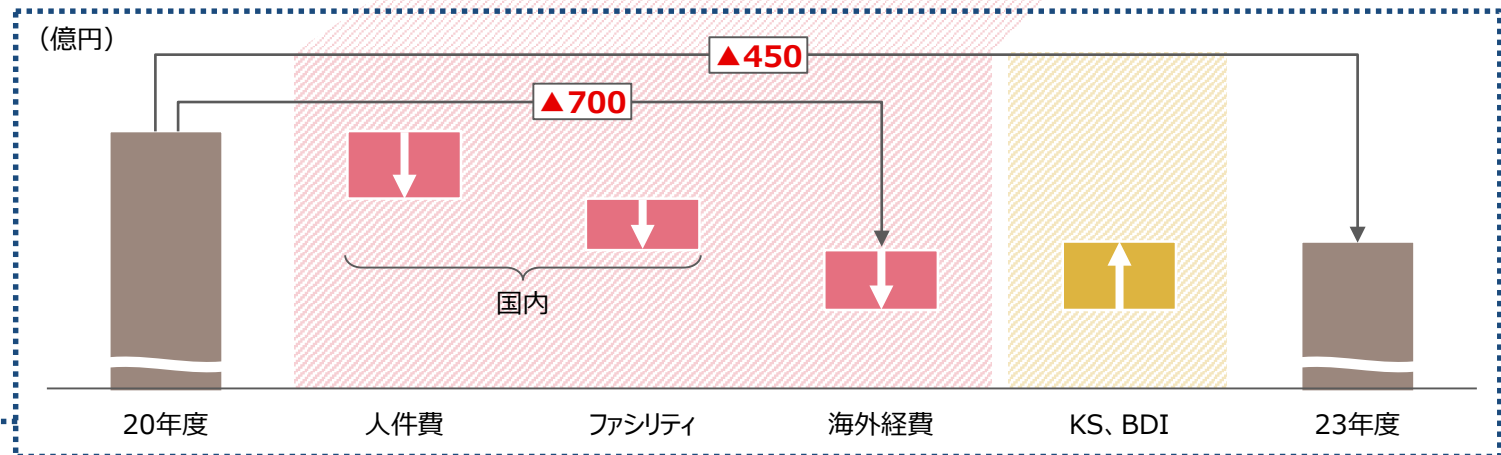 （億円）
▲450
▲700
国内
20年度
人件費
ファシリティ
海外経費
KS、BDI
23年度